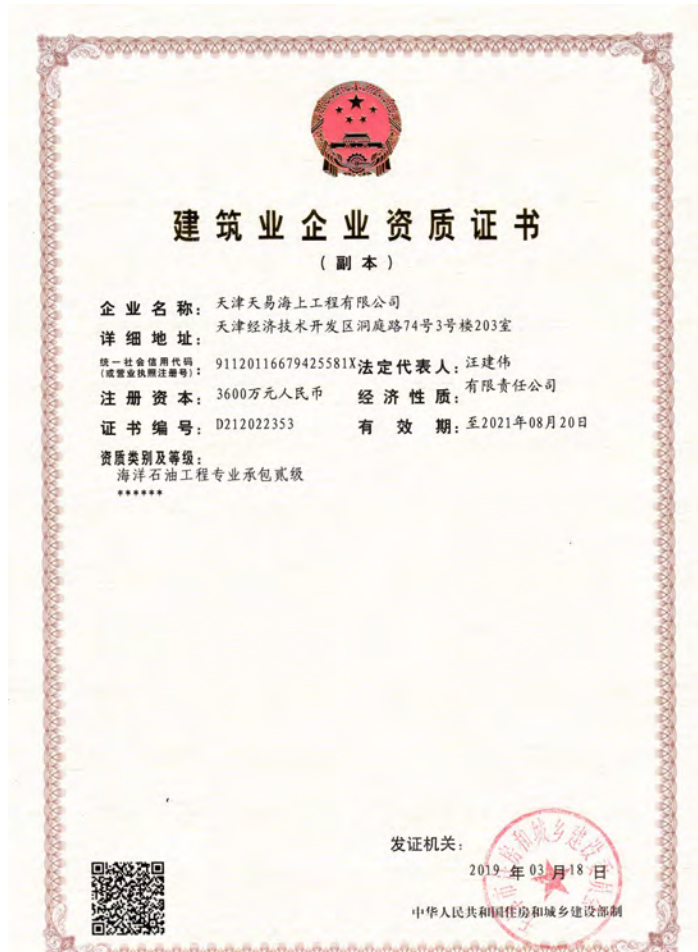 建筑业企业资质证书
（副本）
企业名称：天津天易海上工程有限公司
详细地址：天津经济技术开发区洞庭路74号3号楼203室
统一社会信用代码（或营业执照注册号）：91120116679425581X 法定代表人：汪建伟
注册资本：3600万元人民币 经济性质：有限责任公司
证书编号：D212022353 有效期：至2021年08月20日
资质类别及等级：
海洋石油工程专业承包贰级
******
发证机关：
2019 年 03 月 18 日
中华人民共和国住房和城乡建设部制